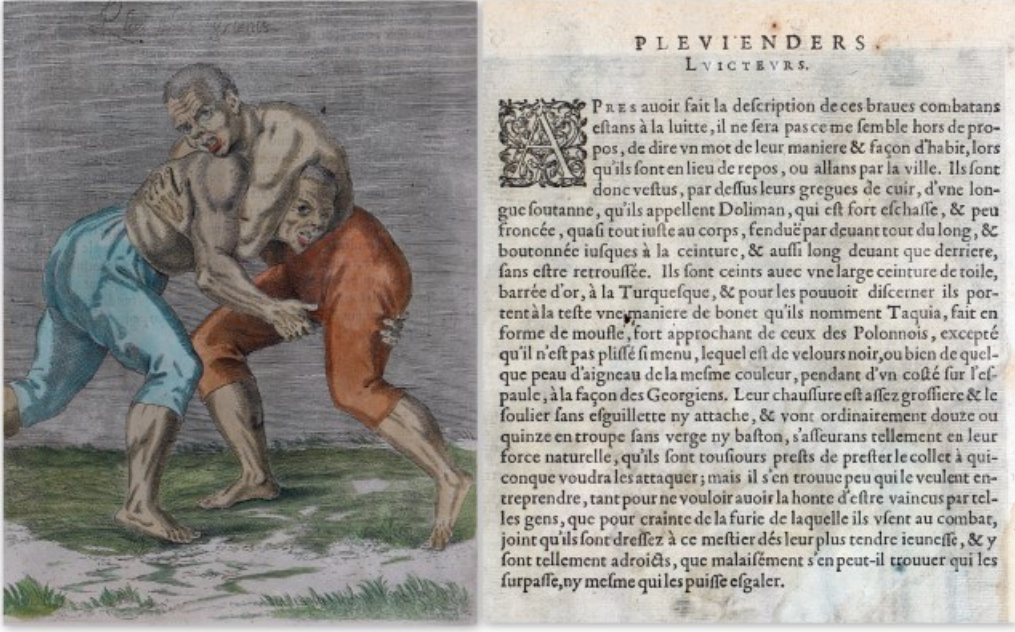 PLEVIENDERS.
LVICTEVRS.
APRES auoir fait la deſcription de ces braues combatans
eſtans à la luitte, il ne ſera pas ce me ſemble hors de pro-
pos, de dire vn mot de leur maniere & façon d'habit, lors
qu'ils ſont en lieu de repos, ou allans par la ville. Ils ſont
donc veſtus, par deſſus leurs gregues de cuir, d'vne lon-
gue ſoutanne, qu'ils appellent Doliman, qui eſt fort eſchaſſe, & peu
froncée, quaſi tout iuſte au corps, fenduë par deuant tout du long, &
boutonnée iuſques à la ceinture, & auſſi long deuant que derriere,
ſans eſtre retrouſſée. Ils ſont ceints auec vne large ceinture de toile,
barrée d'or, à la Turqueſque, & pour les pouuoir diſcerner ils por-
tent à la teſte vne maniere de bonet qu'ils nomment Taquia, fait en
forme de moufle, fort approchant de ceux des Polonnois, excepté
qu'il n'eſt pas pliſſé ſi menu, lequel eſt de velours noir, ou bien de quel-
que peau d'aigneau de la meſme couleur, pendant d'vn coſté ſur l'eſ-
paule, à la façon des Georgiens. Leur chauſſure eſt aſſez groſſiere & le
ſoulier ſans eſguillette ny attache, & vont ordinairement douze ou
quinze en troupe ſans verge ny baſton, s'aſſeurans tellement en leur
force naturelle, qu'ils ſont touſiours preſts de preſter le collet à qui-
conque voudra les attaquer; mais il s'en trouue peu qui le veulent en-
treprendre, tant pour ne vouloir auoir la honte d'eſtre vaincus par tel-
les gens, que pour crainte de la furie de laquelle ils vſent au combat,
joint qu'ils ſont dreſſez à ce meſtier dés leur plus tendre ieuneſſe, & y
ſont tellement adroicts, que malaiſément s'en peut-il trouuer qui les
ſurpaſſe, ny meſme qui les puiſſe eſgaler.